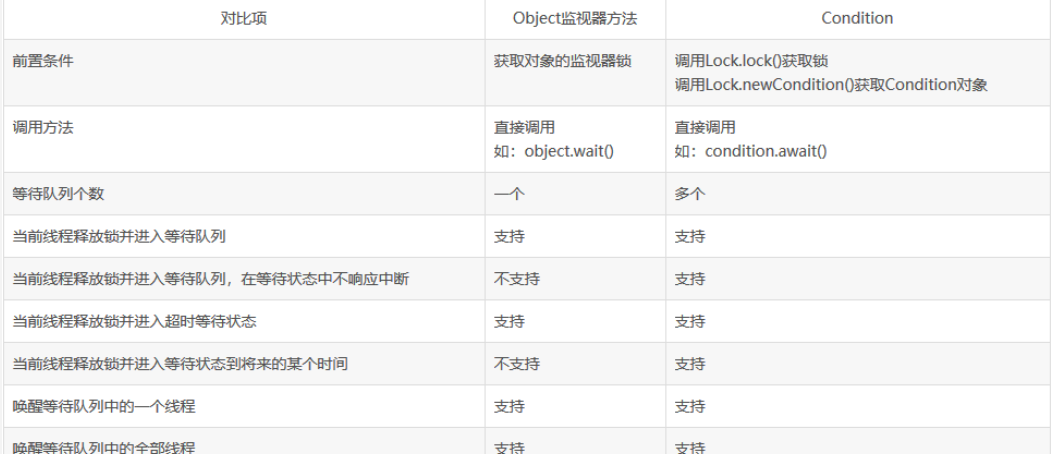 对比项 Object监视器方法 Condition
前置条件 获取对象的监视器锁 调用Lock.lock()获取锁
调用Lock.newCondition()获取Condition对象
调用方法 直接调用 直接调用
如：object.wait() 如：condition.await()
等待队列个数 一个 多个
当前线程释放锁并进入等待队列 支持 支持
当前线程释放锁并进入等待队列，在等待状态中不响应中断 不支持 支持
当前线程释放锁并进入超时等待状态 支持 支持
当前线程释放锁并进入等待状态到将来的某个时间 不支持 支持
唤醒等待队列中的一个线程 支持 支持
唤醒等待队列中的全部线程 支持 支持